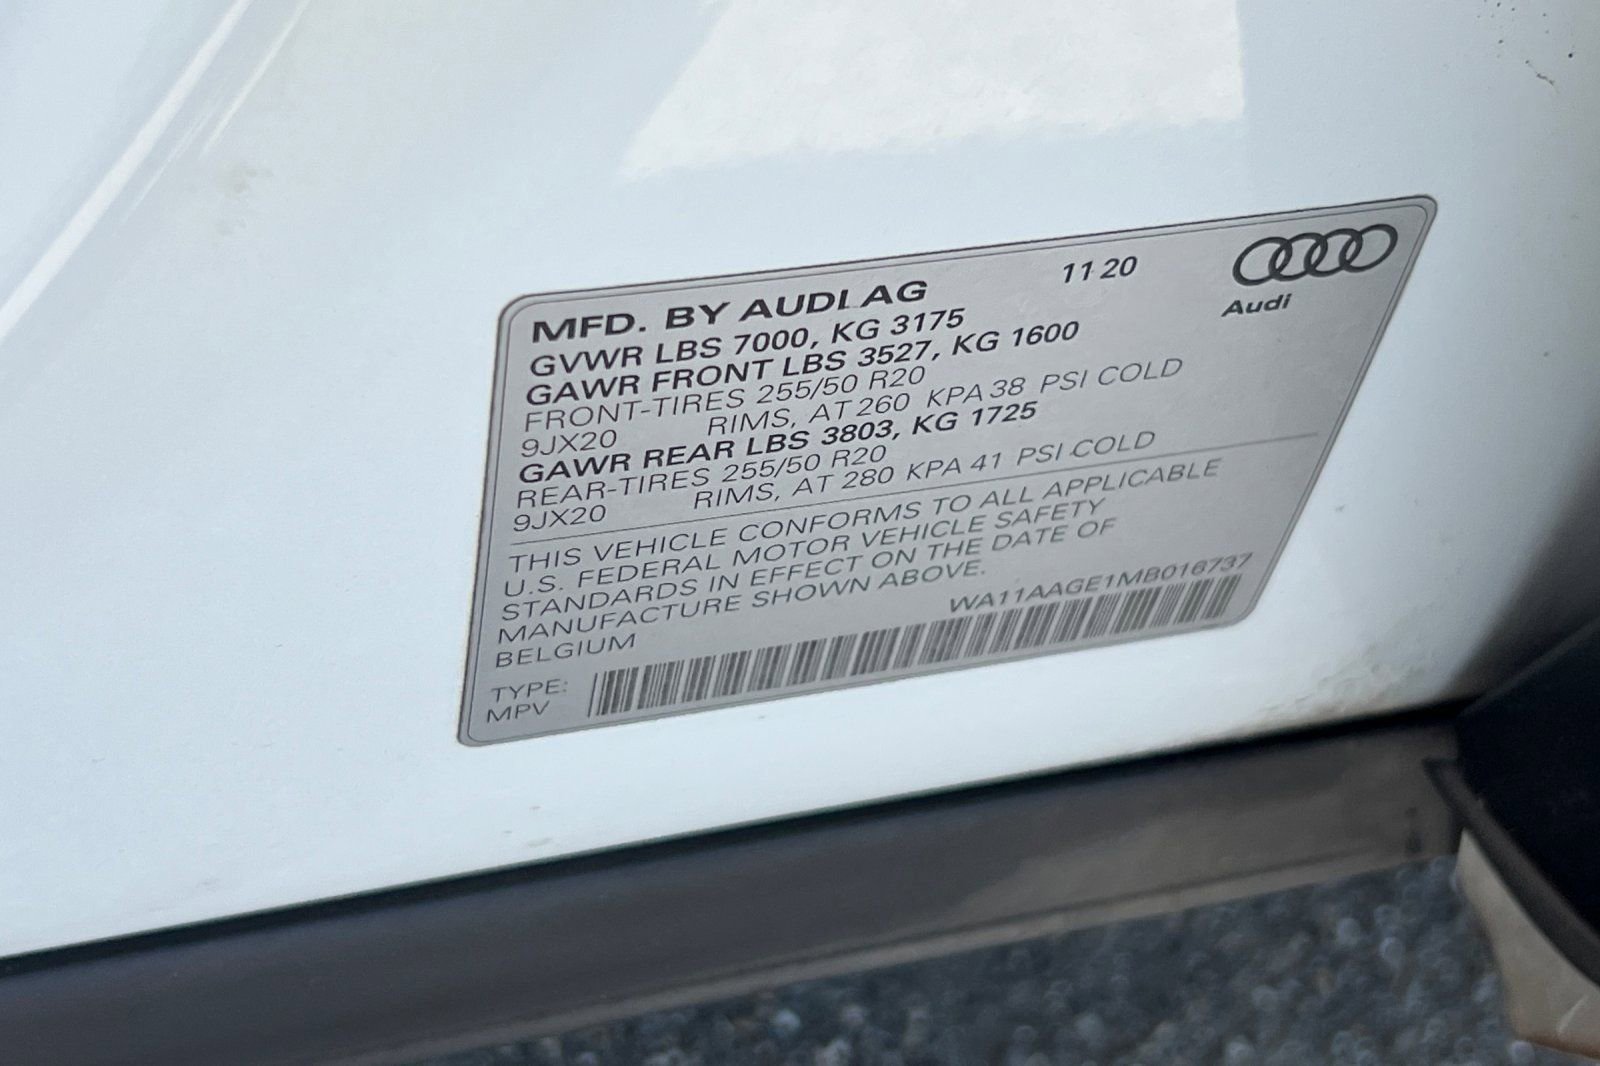 11 20
Audi
MFD. BY AUDI AG
GVWR LBS 7000, KG 3175
GAWR FRONT LBS 3527, KG 1600
FRONT-TIRES 255/50 R20
9JX20 RIMS, AT 260 KPA 38 PSI COLD
GAWR REAR LBS 3803, KG 1725
REAR-TIRES 255/50 R20
9JX20 RIMS, AT 280 KPA 41 PSI COLD
THIS VEHICLE CONFORMS TO ALL APPLICABLE
U.S. FEDERAL MOTOR VEHICLE SAFETY
STANDARDS IN EFFECT ON THE DATE OF
MANUFACTURE SHOWN ABOVE.
BELGIUM
WA11AAGE1MB016737
TYPE:
MPV